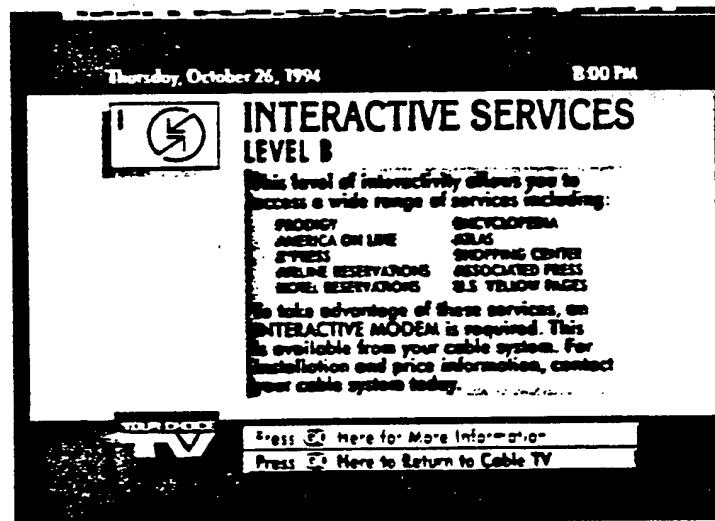 Thursday, October 26, 1994 8:00 PM
INTERACTIVE SERVICES
LEVEL B
This level of interactivity allows you to
access a wide range of services including:
PRODIGY ENCYCLOPEDIA
AMERICA ON LINE ATLAS
X*PRESS SHOPPING CENTER
AIRLINE RESERVATIONS ASSOCIATED PRESS
HOTEL RESERVATIONS U.S YELLOW PAGES
To take advantage of these services, an
INTERACTIVE MODEM is required. This
is available from your cable system. For
installation and price information, contact
your cable system today.
YOUR CHOICE
TV
Press Here for More Information
Press Here to Return to Cable TV